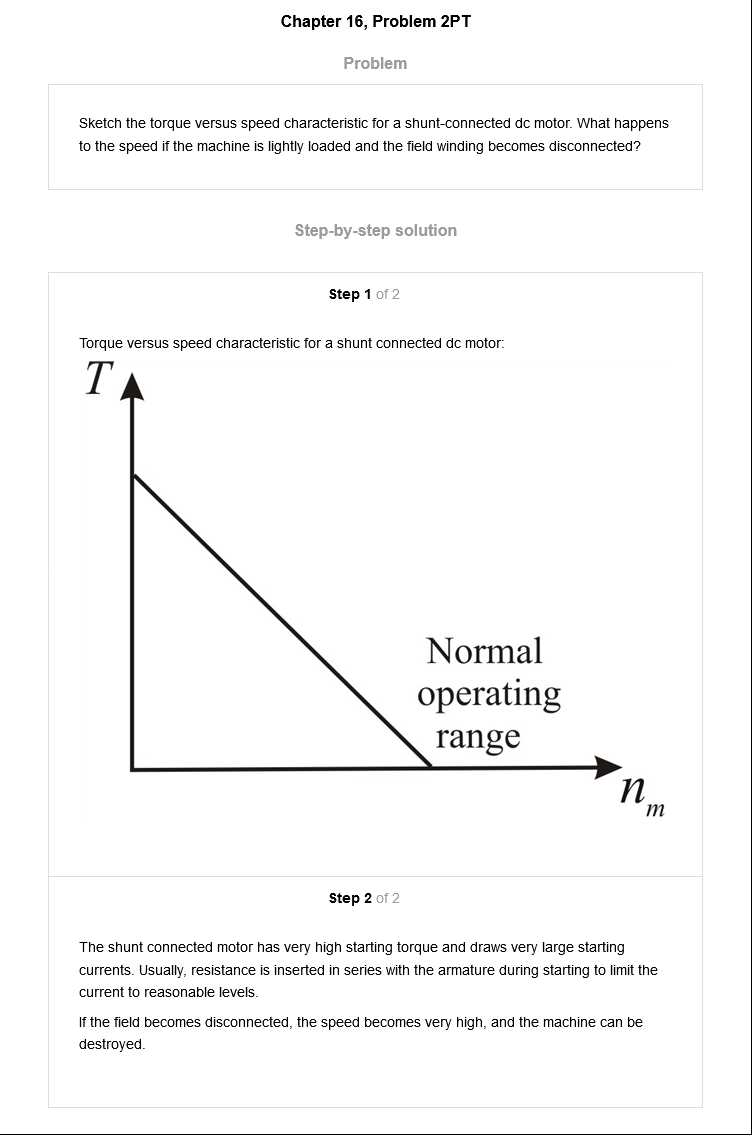 Chapter 16, Problem 2PT
Problem
Sketch the torque versus speed characteristic for a shunt-connected dc motor. What happens
to the speed if the machine is lightly loaded and the field winding becomes disconnected?
Step-by-step solution
Step 1 of 2
Torque versus speed characteristic for a shunt connected dc motor:
T
Normal
operating
range
n_m
Step 2 of 2
The shunt connected motor has very high starting torque and draws very large starting
currents. Usually, resistance is inserted in series with the armature during starting to limit the
current to reasonable levels.
If the field becomes disconnected, the speed becomes very high, and the machine can be
destroyed.